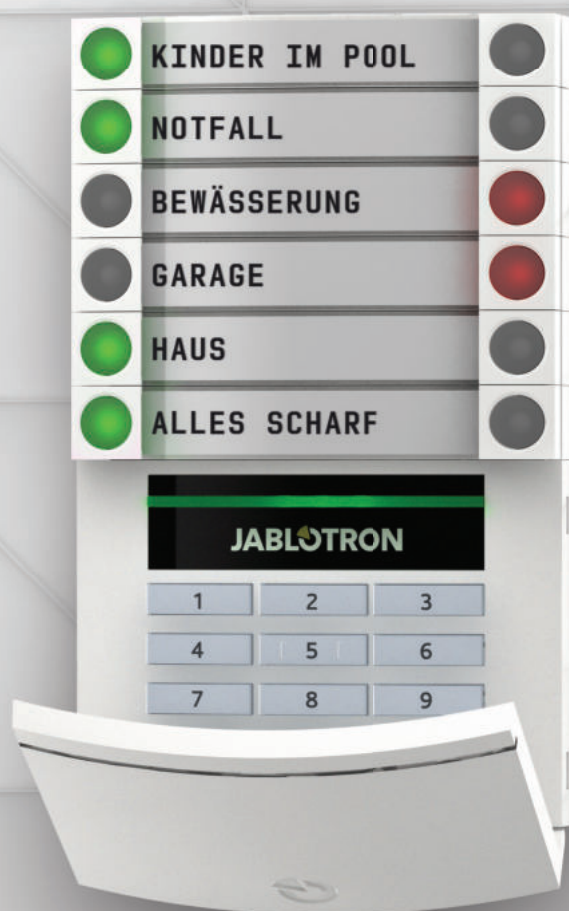 KINDER IM POOL
NOTFALL
BEWÄSSERUNG
GARAGE
HAUS
ALLES SCHARF
JABLOTRON
1 2 3
4 5 6
7 8 9